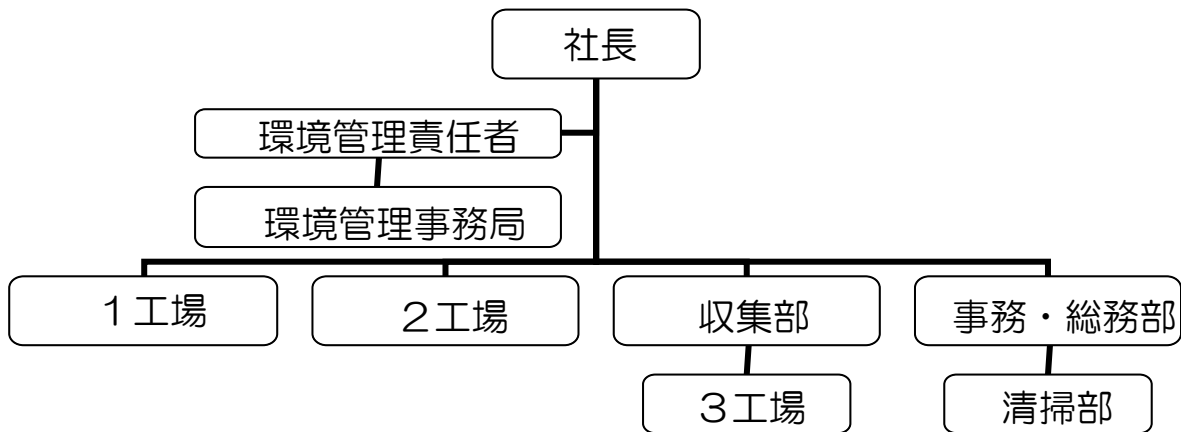 社長
環境管理責任者
環境管理事務局
１工場
２工場
収集部
事務・総務部
３工場
清掃部